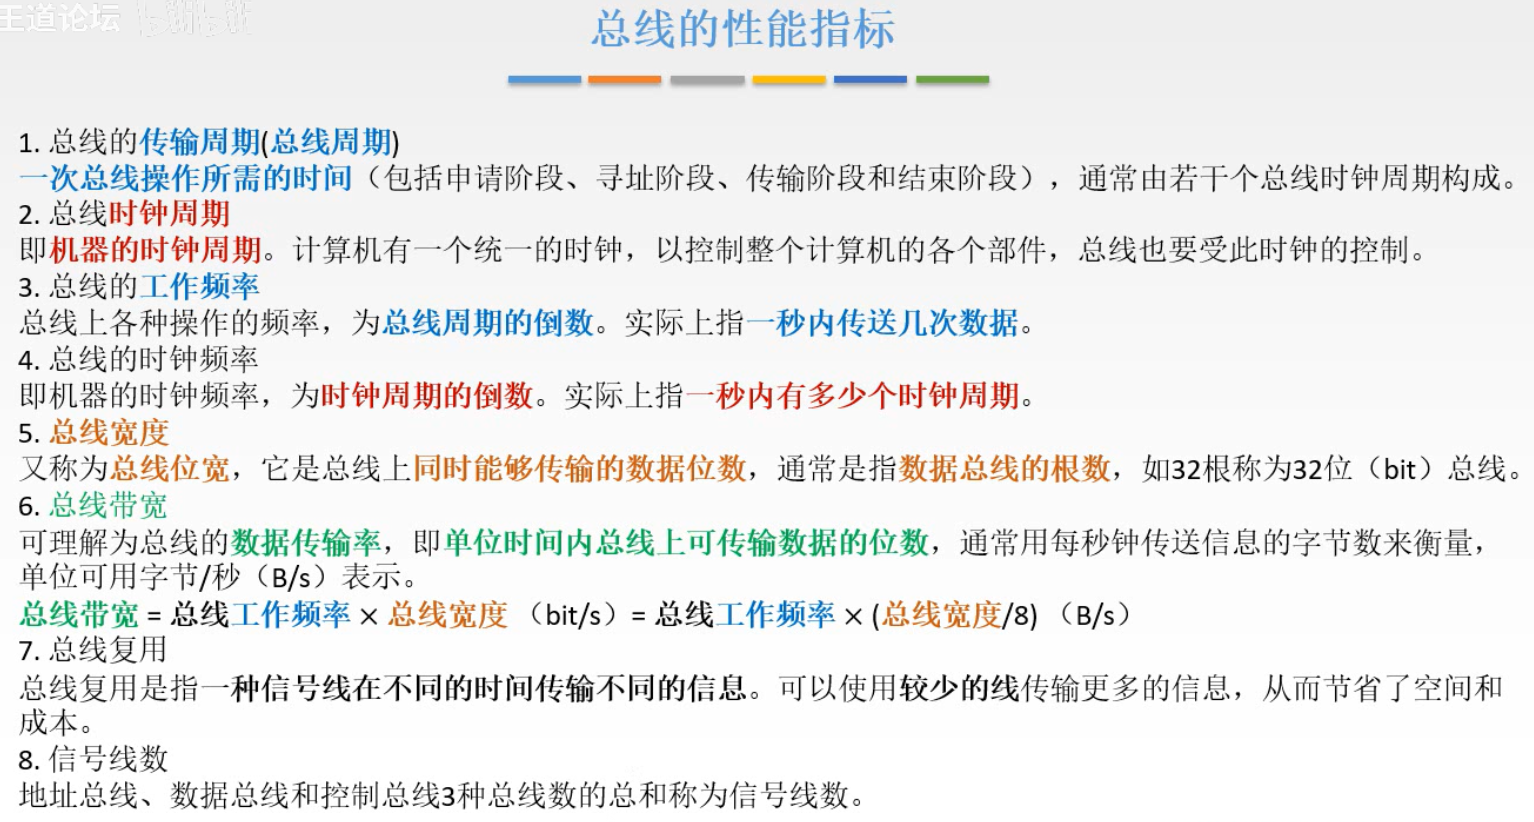 王道论坛 bilibili
总线的性能指标
1. 总线的传输周期(总线周期)
一次总线操作所需的时间（包括申请阶段、寻址阶段、传输阶段和结束阶段），通常由若干个总线时钟周期构成。
2. 总线时钟周期
即机器的时钟周期。计算机有一个统一的时钟，以控制整个计算机的各个部件，总线也要受此时钟的控制。
3. 总线的工作频率
总线上各种操作的频率，为总线周期的倒数。实际上指一秒内传送几次数据。
4. 总线的时钟频率
即机器的时钟频率，为时钟周期的倒数。实际上指一秒内有多少个时钟周期。
5. 总线宽度
又称为总线位宽，它是总线上同时能够传输的数据位数，通常是指数据总线的根数，如32根称为32位（bit）总线。
6. 总线带宽
可理解为总线的数据传输率，即单位时间内总线上可传输数据的位数，通常用每秒钟传送信息的字节数来衡量，
单位可用字节/秒（B/s）表示。
总线带宽 = 总线工作频率 × 总线宽度 （bit/s）= 总线工作频率 × (总线宽度/8) （B/s）
7. 总线复用
总线复用是指一种信号线在不同的时间传输不同的信息。可以使用较少的线传输更多的信息，从而节省了空间和
成本。
8. 信号线数
地址总线、数据总线和控制总线3种总线数的总和称为信号线数。